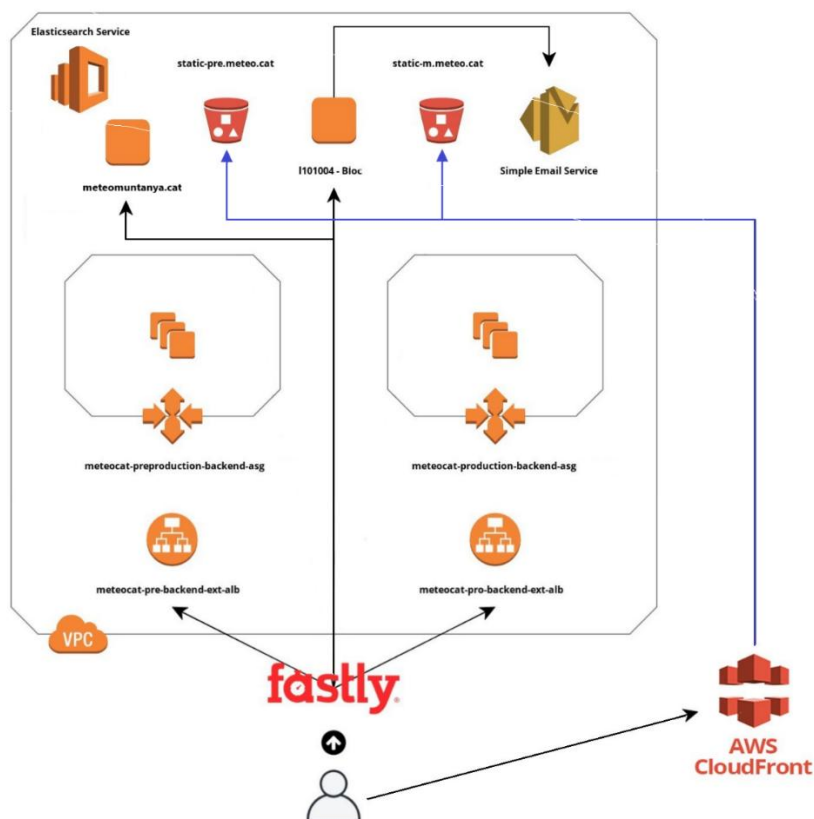 Elasticsearch Service
static-pre.meteo.cat
static-m.meteo.cat
meteomuntanya.cat
l101004 - Bloc
Simple Email Service
meteocat-preproduction-backend-asg
meteocat-production-backend-asg
meteocat-pre-backend-ext-alb
meteocat-pro-backend-ext-alb
VPC
fastly
AWS
CloudFront